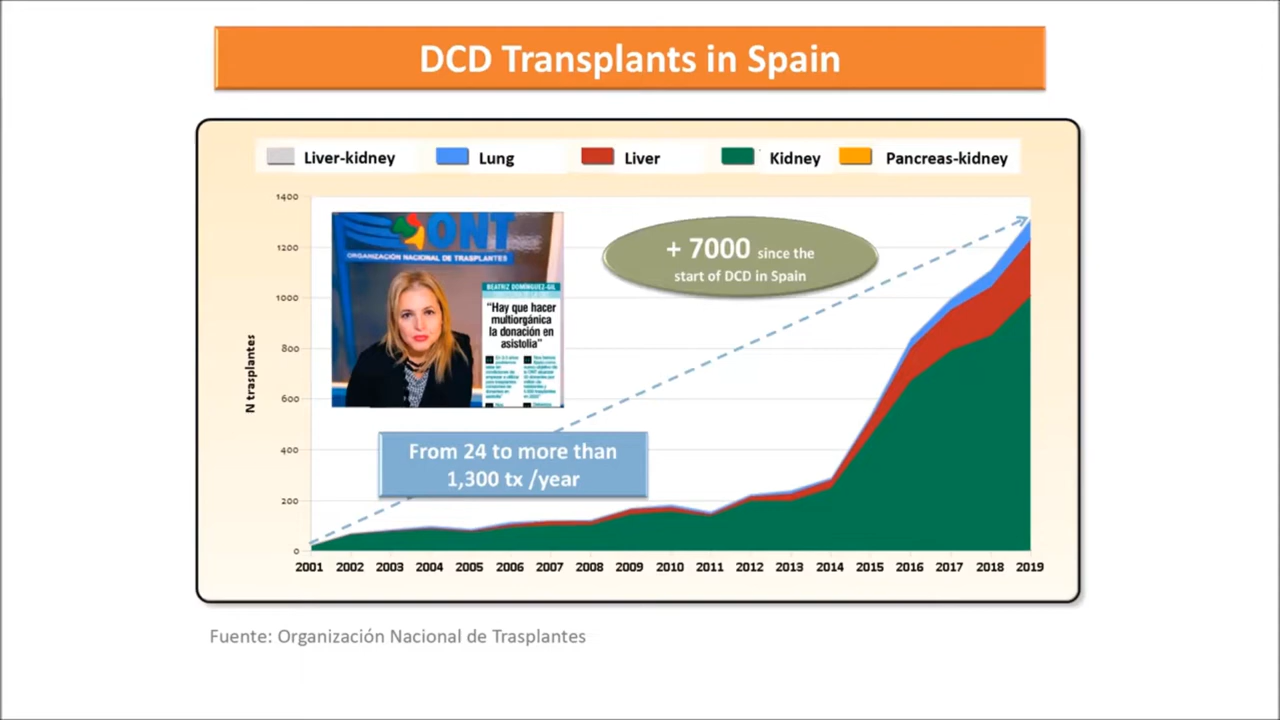 DCD Transplants in Spain
Liver-kidney Lung Liver Kidney Pancreas-kidney
1400
1200
1000
800
600
400
200
0
N trasplantes
ONT
ORGANIZACIÓN NACIONAL DE TRASPLANTES
BEATRIZ DOMÍNGUEZ-GIL
“Hay que hacer
multiorgánica
la donación en
asistolia”
+ 7000 since the
start of DCD in Spain
From 24 to more than
1,300 tx /year
2001 2002 2003 2004 2005 2006 2007 2008 2009 2010 2011 2012 2013 2014 2015 2016 2017 2018 2019
Fuente: Organización Nacional de Trasplantes